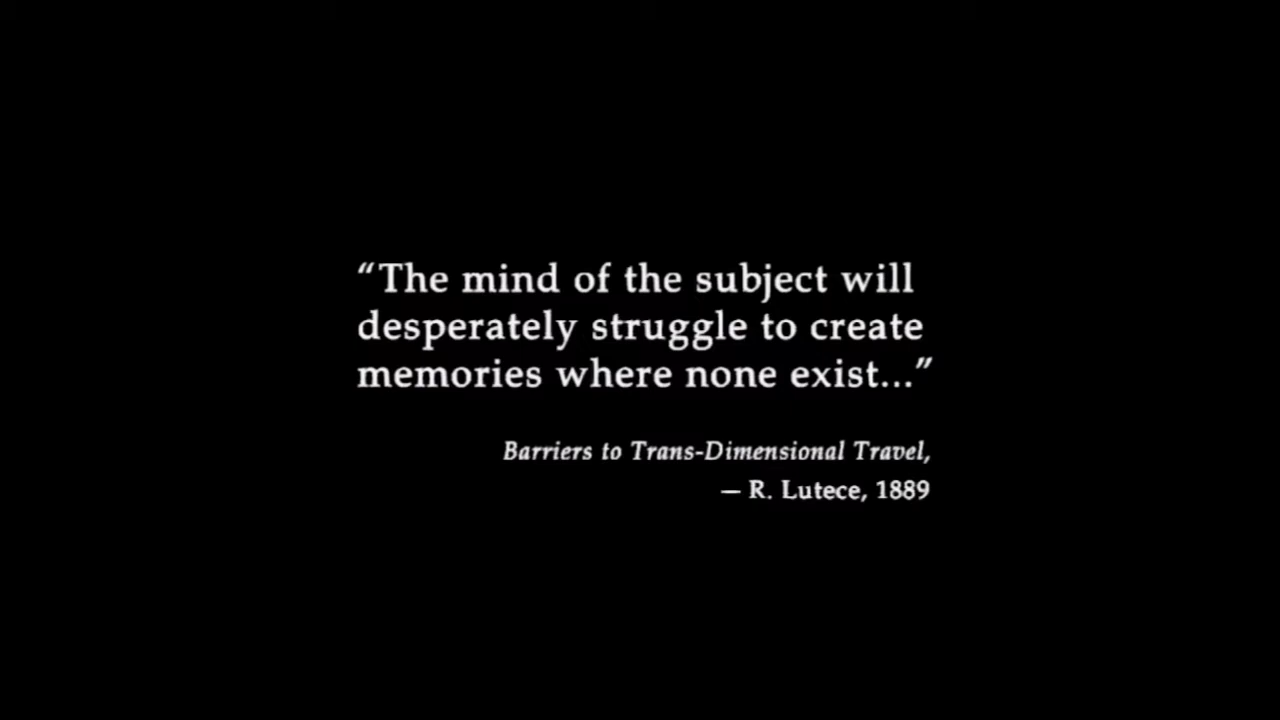 “The mind of the subject will
desperately struggle to create
memories where none exist...”
Barriers to Trans-Dimensional Travel,
— R. Lutece, 1889